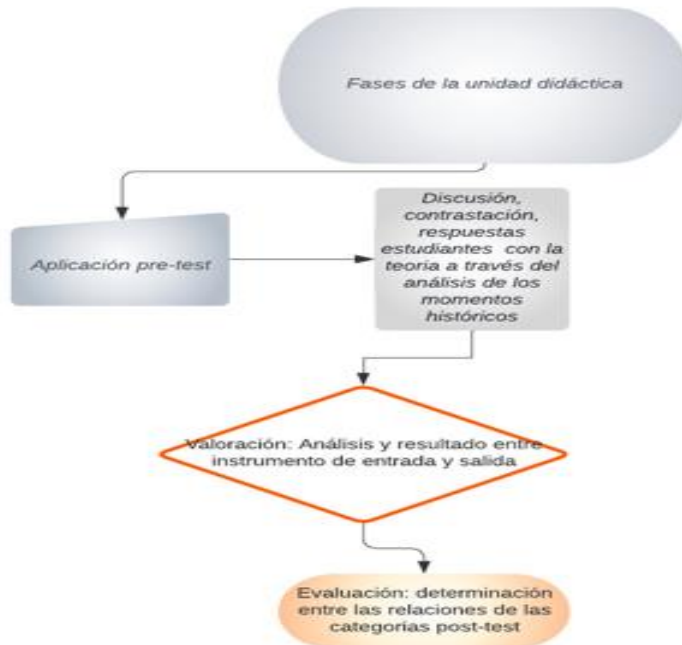 Fases de la unidad didáctica
Aplicación pre-test
Discusión,
contrastación,
respuestas
estudiantes con la
teoria a través del
análisis de los
momentos
históricos
Valoración: Análisis y resultado entre
instrumento de entrada y salida
Evaluación: determinación
entre las relaciones de las
categorías post-test